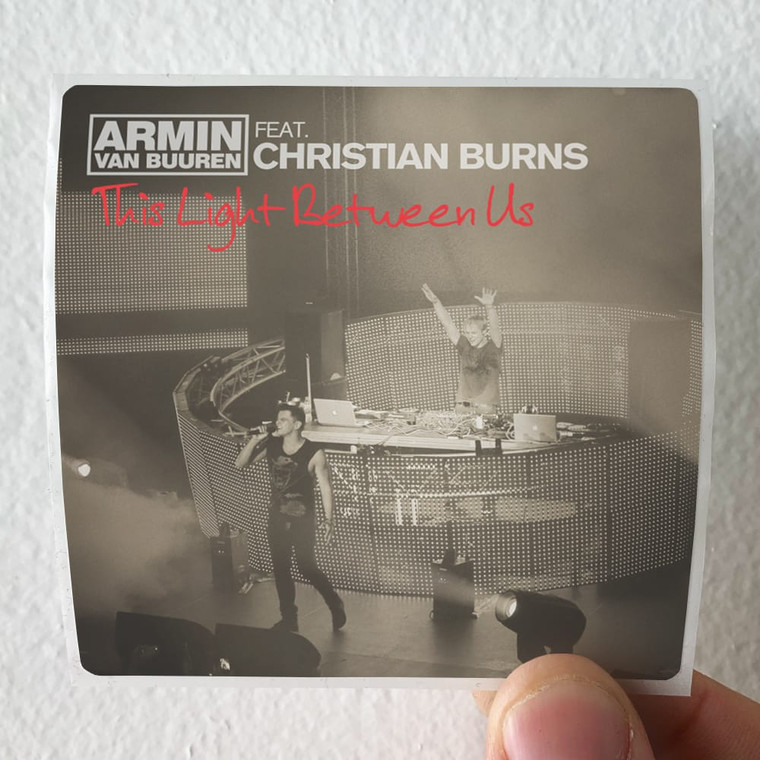 ARMIN
VAN BUUREN
FEAT.
CHRISTIAN BURNS
This Light Between Us